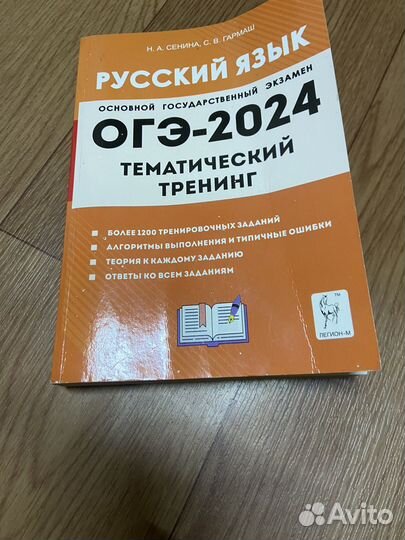 Н. А. СЕНИНА, С. В. ГАРМАШ
РУССКИЙ ЯЗЫК
ОСНОВНОЙ ГОСУДАРСТВЕННЫЙ ЭКЗАМЕН
ОГЭ-2024
ТЕМАТИЧЕСКИЙ
ТРЕНИНГ
БОЛЕЕ 1200 ТРЕНИРОВОЧНЫХ ЗАДАНИЙ
АЛГОРИТМЫ ВЫПОЛНЕНИЯ И ТИПИЧНЫЕ ОШИБКИ
ТЕОРИЯ К КАЖДОМУ ЗАДАНИЮ
ОТВЕТЫ КО ВСЕМ ЗАДАНИЯМ
TM
ЛЕГИОН-М
Avito